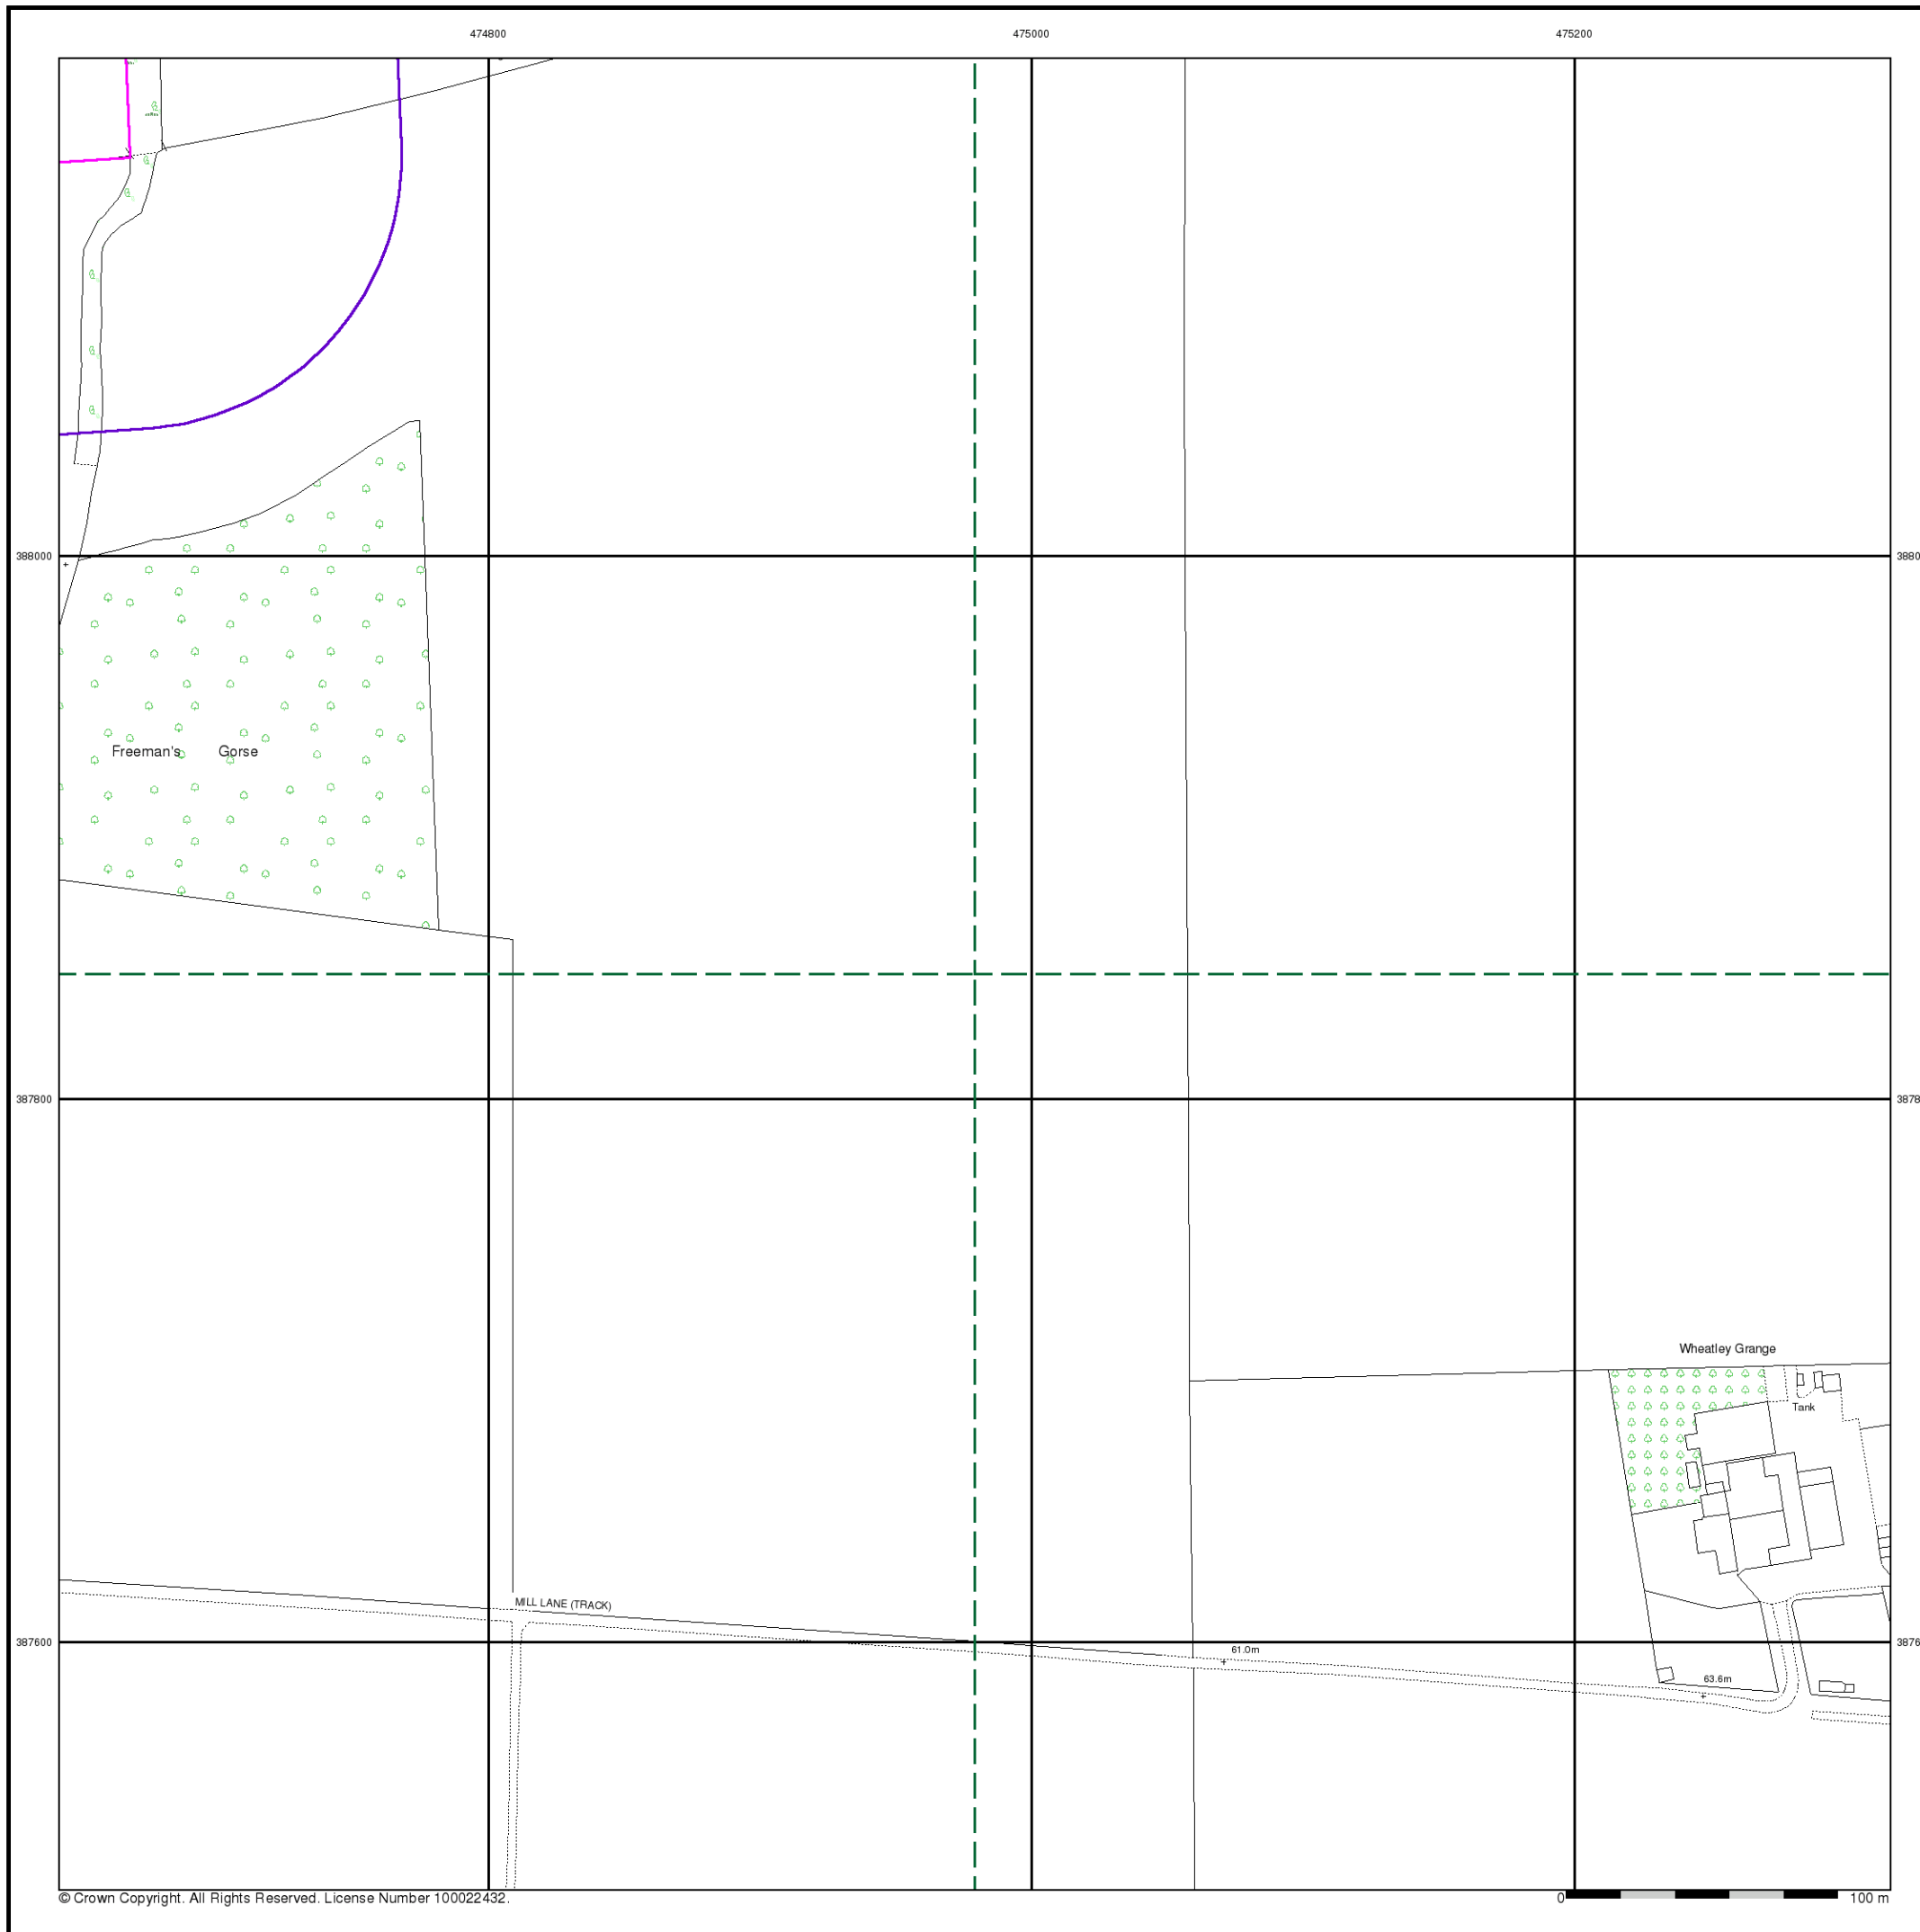 474800 475000 475200
388000 3880
Freeman's Gorse
387800 3878
Wheatley Grange
Tank
MILL LANE (TRACK)
387600 3876
61.0m
63.6m
© Crown Copyright. All Rights Reserved. License Number 100022432.
0 100 m